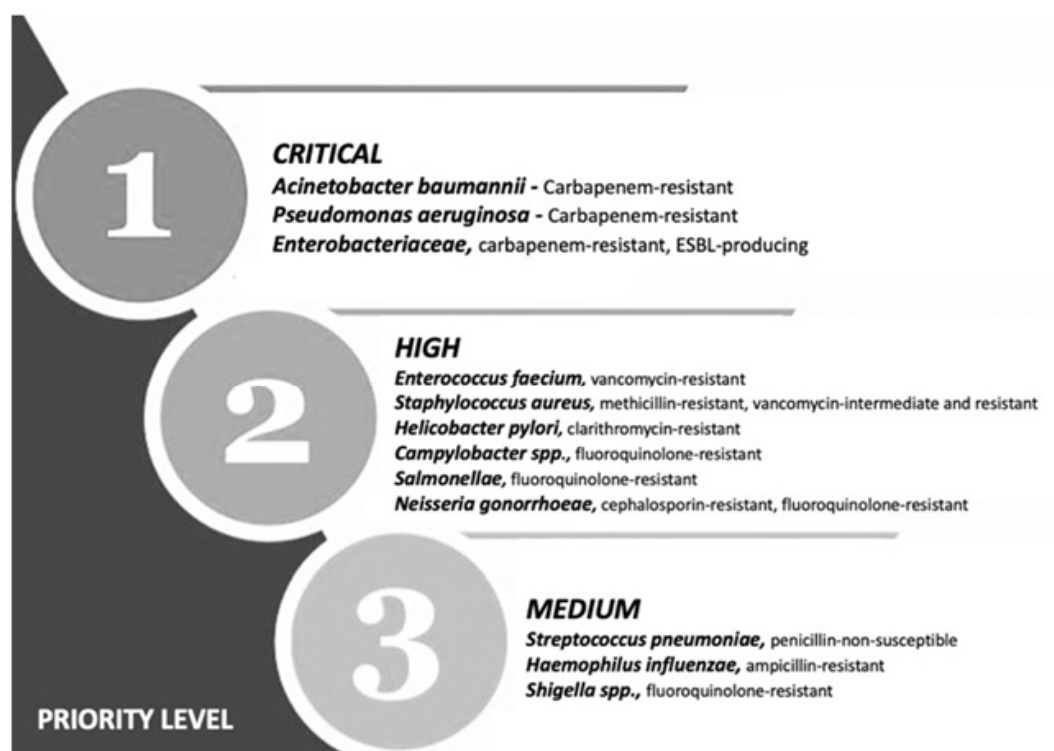 1
CRITICAL
Acinetobacter baumannii - Carbapenem-resistant
Pseudomonas aeruginosa - Carbapenem-resistant
Enterobacteriaceae, carbapenem-resistant, ESBL-producing
2
HIGH
Enterococcus faecium, vancomycin-resistant
Staphylococcus aureus, methicillin-resistant, vancomycin-intermediate and resistant
Helicobacter pylori, clarithromycin-resistant
Campylobacter spp., fluoroquinolone-resistant
Salmonellae, fluoroquinolone-resistant
Neisseria gonorrhoeae, cephalosporin-resistant, fluoroquinolone-resistant
3
MEDIUM
Streptococcus pneumoniae, penicillin-non-susceptible
Haemophilus influenzae, ampicillin-resistant
Shigella spp., fluoroquinolone-resistant
PRIORITY LEVEL